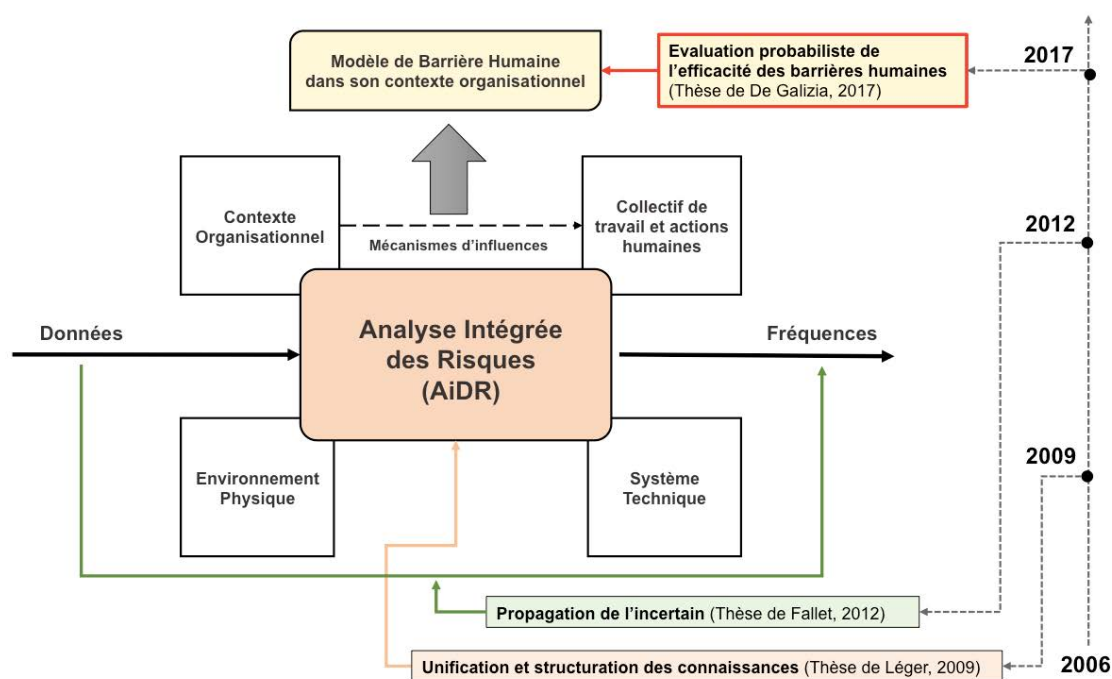 Modèle de Barrière Humaine
dans son contexte organisationnel
Evaluation probabiliste de
l’efficacité des barrières humaines
(Thèse de De Galizia, 2017)
2017
Contexte
Organisationnel
Mécanismes d’influences
Collectif de
travail et actions
humaines
2012
Données
Analyse Intégrée
des Risques
(AiDR)
Fréquences
Environnement
Physique
Système
Technique
2009
Propagation de l’incertain (Thèse de Fallet, 2012)
Unification et structuration des connaissances (Thèse de Léger, 2009)
2006